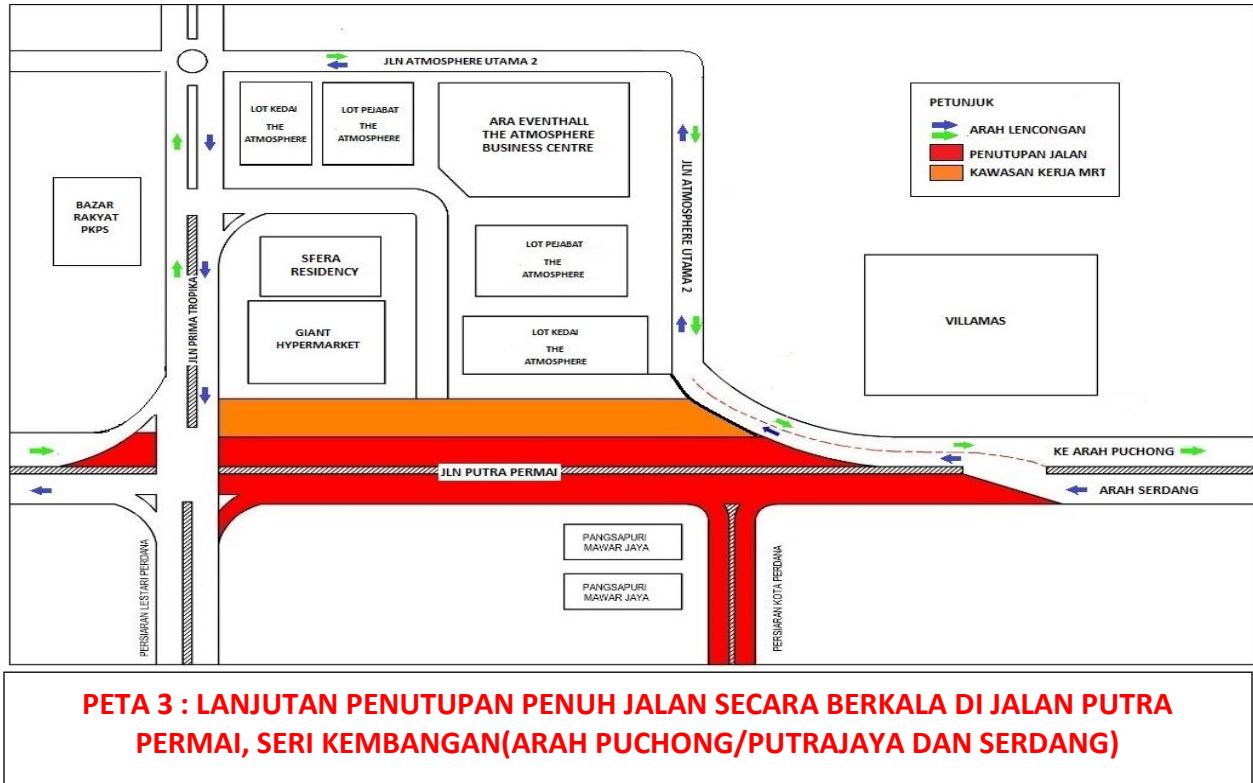 JLN ATMOSPHERE UTAMA 2
LOT KEDAI
THE
ATMOSPHERE
LOT PEJABAT
THE
ATMOSPHERE
ARA EVENTHALL
THE ATMOSPHERE
BUSINESS CENTRE
PETUNJUK
ARAH LENCONGAN
PENUTUPAN JALAN
KAWASAN KERJA MRT
JLN ATMOSPHERE UTAMA 2
BAZAR
RAKYAT
PKPS
SFERA
RESIDENCY
LOT PEJABAT
THE
ATMOSPHERE
JLN PRIMA TROPIKA
GIANT
HYPERMARKET
LOT KEDAI
THE
ATMOSPHERE
VILLAMAS
KE ARAH PUCHONG
JLN PUTRA PERMAI
ARAH SERDANG
PERSIARAN LESTARI PERDANA
PANGSAPURI
MAWAR JAYA
PANGSAPURI
MAWAR JAYA
PERSIARAN KOTA PERDANA
PETA 3 : LANJUTAN PENUTUPAN PENUH JALAN SECARA BERKALA DI JALAN PUTRA
PERMAI, SERI KEMBANGAN(ARAH PUCHONG/PUTRAJAYA DAN SERDANG)